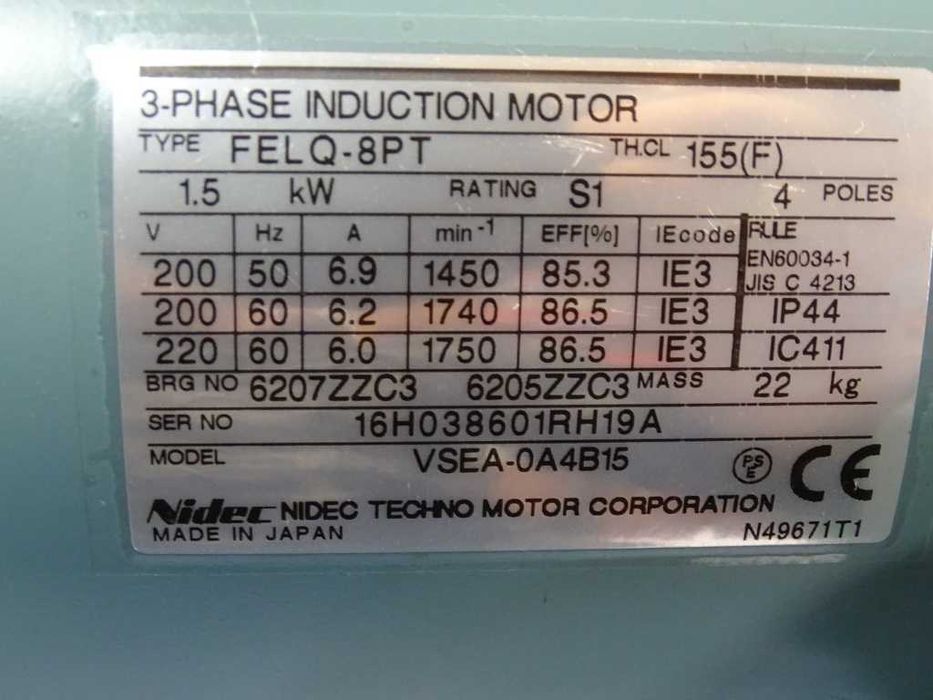 3-PHASE INDUCTION MOTOR
TYPE FELQ-8PT TH.CL 155(F)
1.5 kW RATING S1 4 POLES
V Hz A min⁻¹ EFF[%] IEcode RULE
EN60034-1
200 50 6.9 1450 85.3 IE3 JIS C 4213
200 60 6.2 1740 86.5 IE3 IP44
220 60 6.0 1750 86.5 IE3 IC411
BRG NO 6207ZZC3 6205ZZC3 MASS 22 kg
SER NO 16H038601RH19A
MODEL VSEA-0A4B15
PS E CE
Nidec NIDEC TECHNO MOTOR CORPORATION
MADE IN JAPAN N49671T1